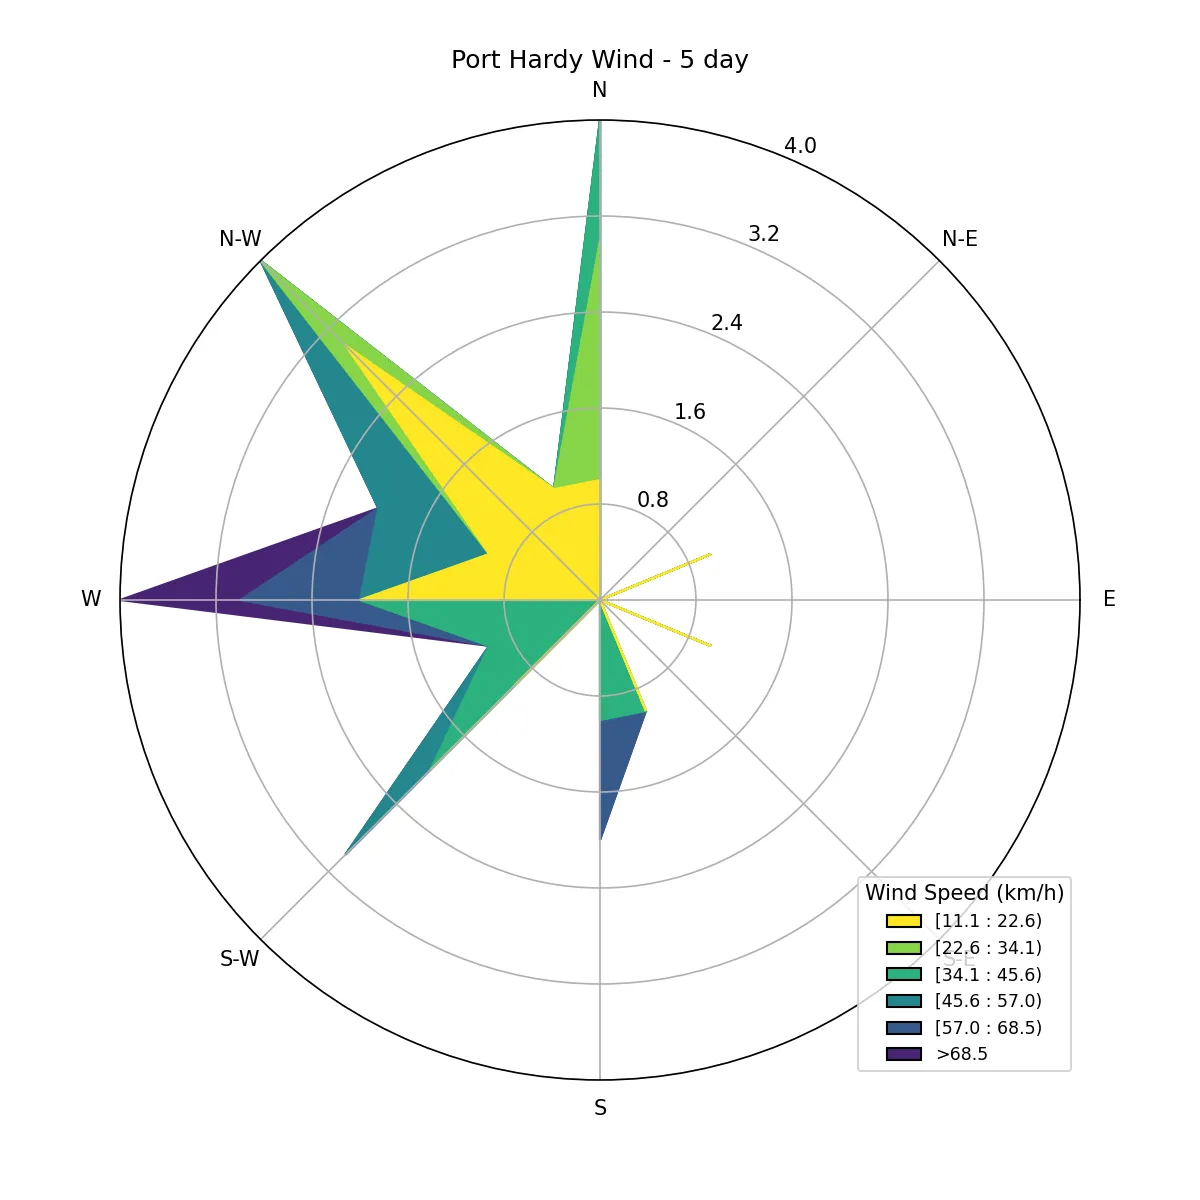 Port Hardy Wind - 5 day
N
4.0
N-W
N-E
3.2
2.4
1.6
0.8
W
E
Wind Speed (km/h)
[11.1 : 22.6)
[22.6 : 34.1)
S-W
S-E
[34.1 : 45.6)
[45.6 : 57.0)
[57.0 : 68.5)
>68.5
S